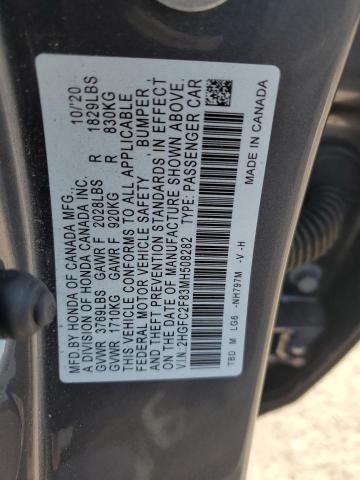 MFD.BY HONDA OF CANADA MFG. 10/'20
A DIVISION OF HONDA CANADA INC.
GVWR 3789LBS GAWR F 2028LBS R 1829LBS
GVWR 1710KG GAWR F 920KG R 830KG
THIS VEHICLE CONFORMS TO ALL APPLICABLE
FEDERAL MOTOR VEHICLE SAFETY, BUMPER,
AND THEFT PREVENTION STANDARDS IN EFFECT
ON THE DATE OF MANUFACTURE SHOWN ABOVE.
V.I.N.:2HGFC2F83MH508282 TYPE:PASSENGER CAR
TBD M LG6 -NH797M -V -H MADE IN CANADA